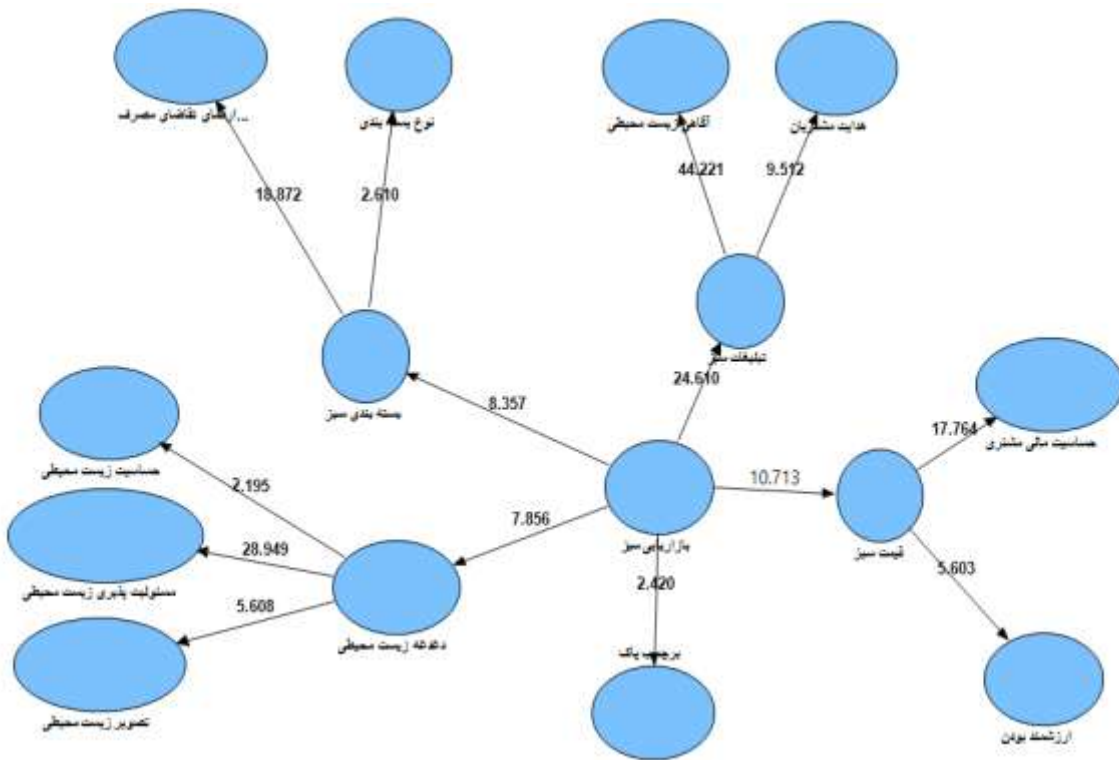 ارتقای تقاضای مصرف...
نوع بسته بندی
آگاهی زیست محیطی
هدایت مشتریان
18.872
2.610
44.221
9.512
بسته بندی سبز
تبلیغات سبز
24.610
8.357
حساسیت زیست محیطی
2.195
17.764
حساسیت مالی مشتری
10.713
قیمت سبز
بازاریابی سبز
7.856
28.949
مسئولیت پذیری زیست محیطی
5.608
دغدغه زیست محیطی
2.420
5.603
برچسب پاک
تصویر زیست محیطی
ارزشمند بودن